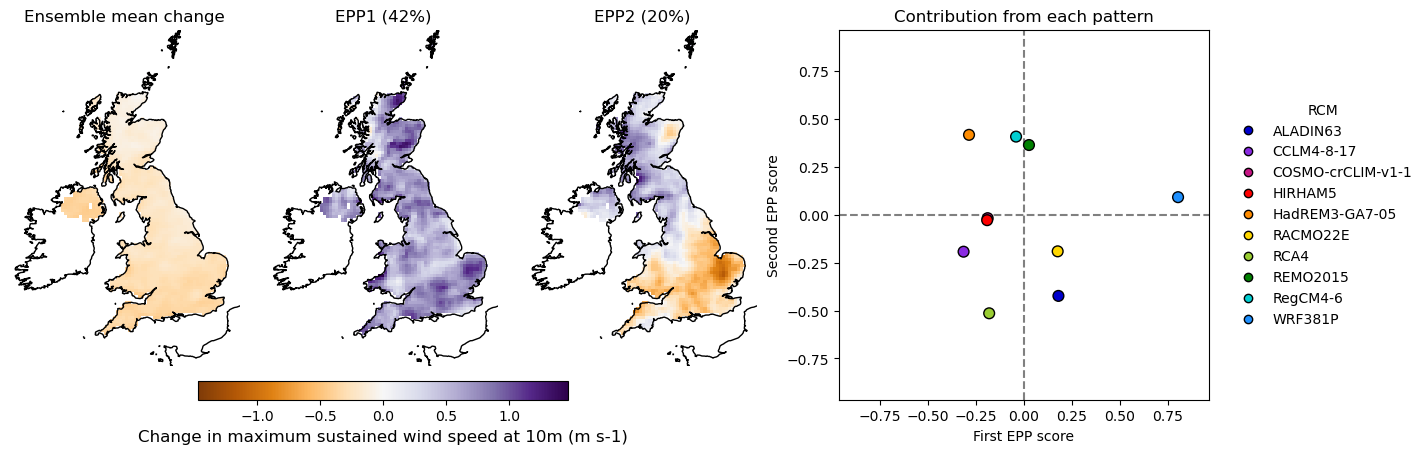 Ensemble mean change
EPP1 (42%)
EPP2 (20%)
Contribution from each pattern
0.75
0.50
0.25
0.00
−0.25
−0.50
−0.75
Second EPP score
−0.75 −0.50 −0.25 0.00 0.25 0.50 0.75
First EPP score
RCM
ALADIN63
CCLM4-8-17
COSMO-crCLIM-v1-1
HIRHAM5
HadREM3-GA7-05
RACMO22E
RCA4
REMO2015
RegCM4-6
WRF381P
−1.0 −0.5 0.0 0.5 1.0
Change in maximum sustained wind speed at 10m (m s-1)